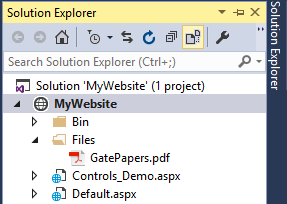 Solution Explorer
Search Solution Explorer (Ctrl+;)
Solution 'MyWebsite' (1 project)
MyWebsite
Bin
Files
GatePapers.pdf
Controls_Demo.aspx
Default.aspx
Solution Explorer